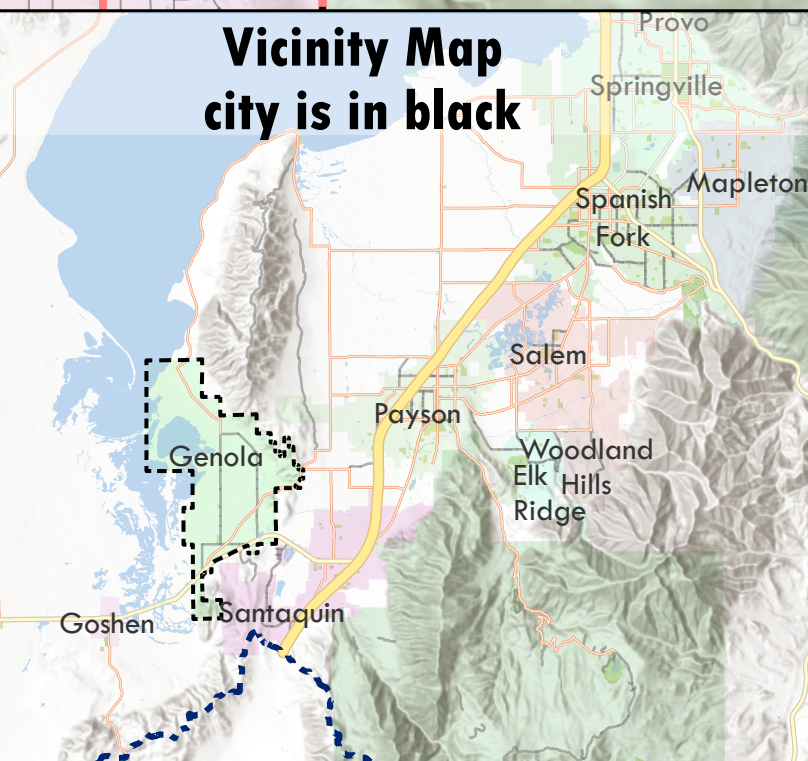 Vicinity Map
city is in black
Provo
Springville
Mapleton
Spanish
Fork
Salem
Payson
Woodland
Hills
Elk
Ridge
Genola
Santaquin
Goshen